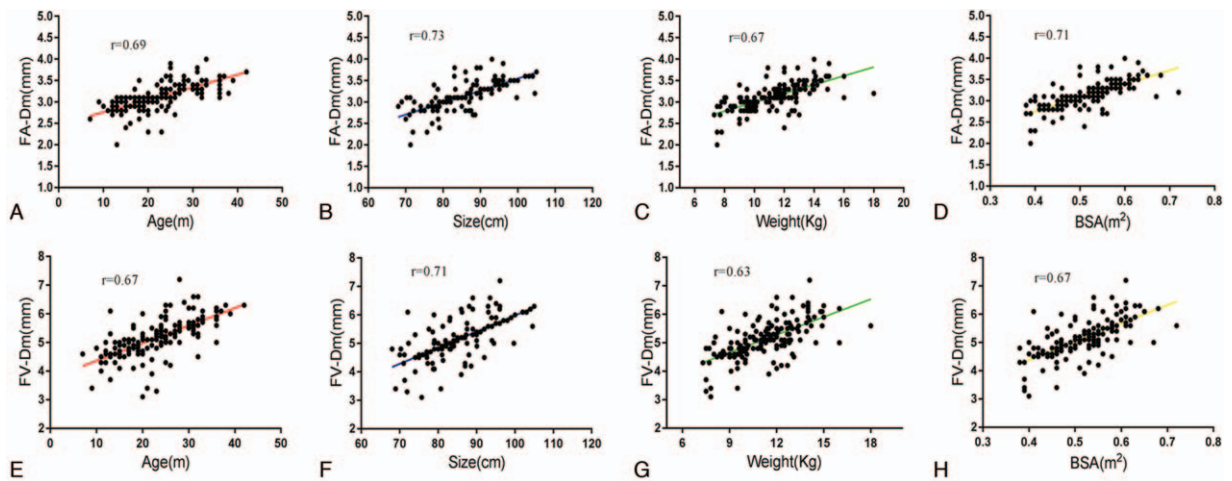 5.0 5.0 5.0 5.0
4.5 4.5 4.5 4.5
r=0.69 r=0.73 r=0.67 r=0.71
4.0 4.0 4.0 4.0
3.5 3.5 3.5 3.5
FA-Dm(mm) FA-Dm(mm) FA-Dm(mm) FA-Dm(mm)
3.0 3.0 3.0 3.0
2.5 2.5 2.5 2.5
2.0 2.0 2.0 2.0
1.5 1.5 1.5 1.5
1.0 1.0 1.0 1.0
0 10 20 30 40 50 60 70 80 90 100 110 120 6 8 10 12 14 16 18 20 0.3 0.4 0.5 0.6 0.7 0.8
A Age(m) B Size(cm) C Weight(Kg) D BSA(m²)
8 8 8 8
r=0.67 r=0.71 r=0.63 r=0.67
7 7 7 7
6 6 6 6
FV-Dm(mm) FV-Dm(mm) FV-Dm(mm) FV-Dm(mm)
5 5 5 5
4 4 4 4
3 3 3 3
2 2 2 2
0 10 20 30 40 50 60 70 80 90 100 110 120 6 9 12 15 18 0.3 0.4 0.5 0.6 0.7 0.8
E Age(m) F Size(cm) G Weight(Kg) H BSA(m²)